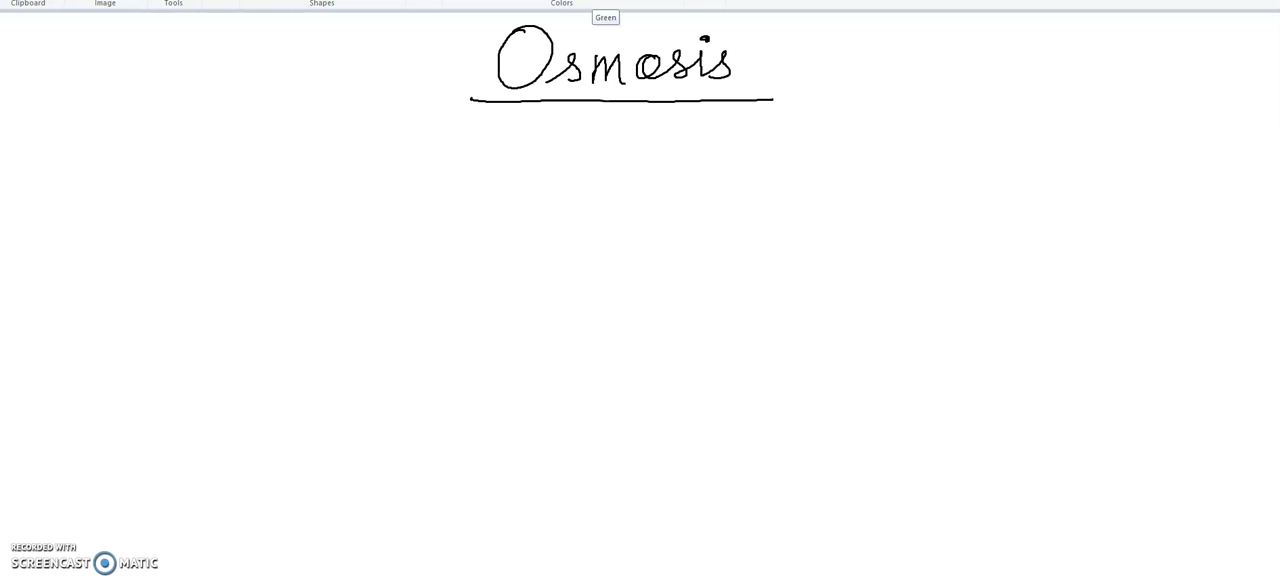 Clipboard Image Tools Shapes Colors
Green
Osmosis
RECORDED WITH
SCREENCAST MATIC